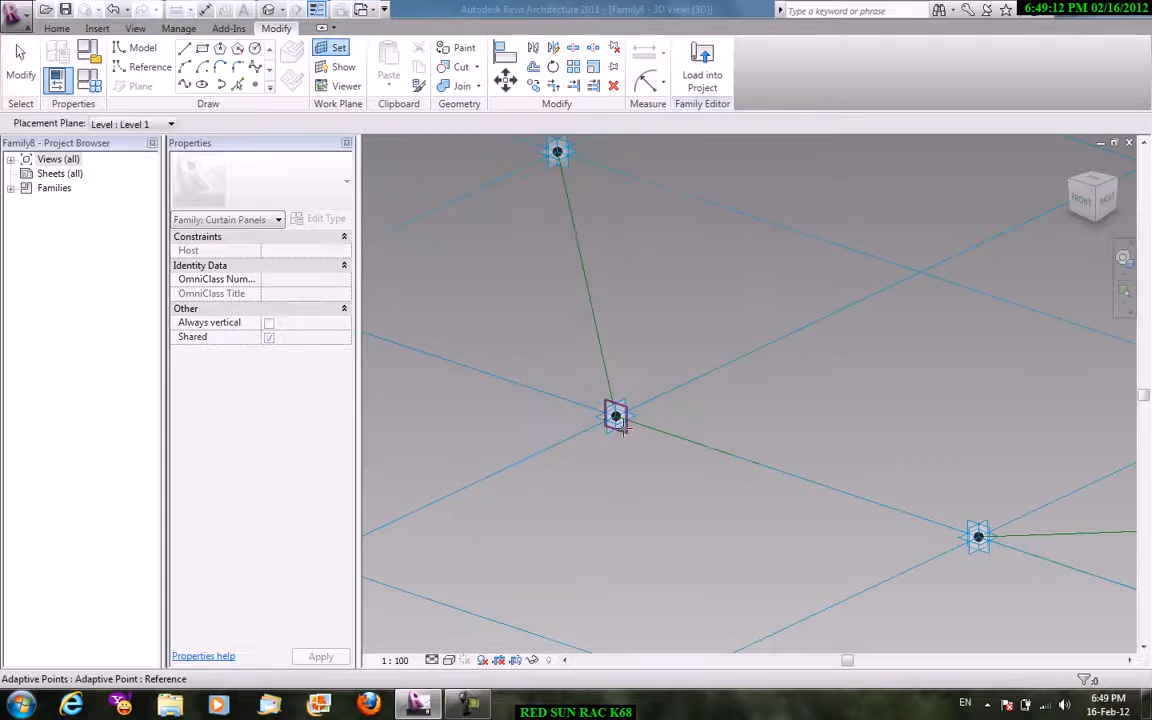 Autodesk Revit Architecture 2011 - [Family8 - 3D View: {3D}]
Type a keyword or phrase
6:49:12 PM 02/16/2012
Home Insert View Manage Add-Ins Modify
Modify
Model
Reference
Plane
Set
Show
Viewer
Paste
Paint
Cut
Join
Load into
Project
Select Properties Draw Work Plane Clipboard Geometry Modify Measure Family Editor
Placement Plane: Level : Level 1
Family8 - Project Browser
Views (all)
Sheets (all)
Families
Properties
Family: Curtain Panels Edit Type
Constraints
Host
Identity Data
OmniClass Num...
OmniClass Title
Other
Always vertical
Shared
Properties help Apply
FRONT RIGHT
1 : 100
Adaptive Points : Adaptive Point : Reference
:0
EN 6:49 PM
16-Feb-12
RED SUN RAC K68